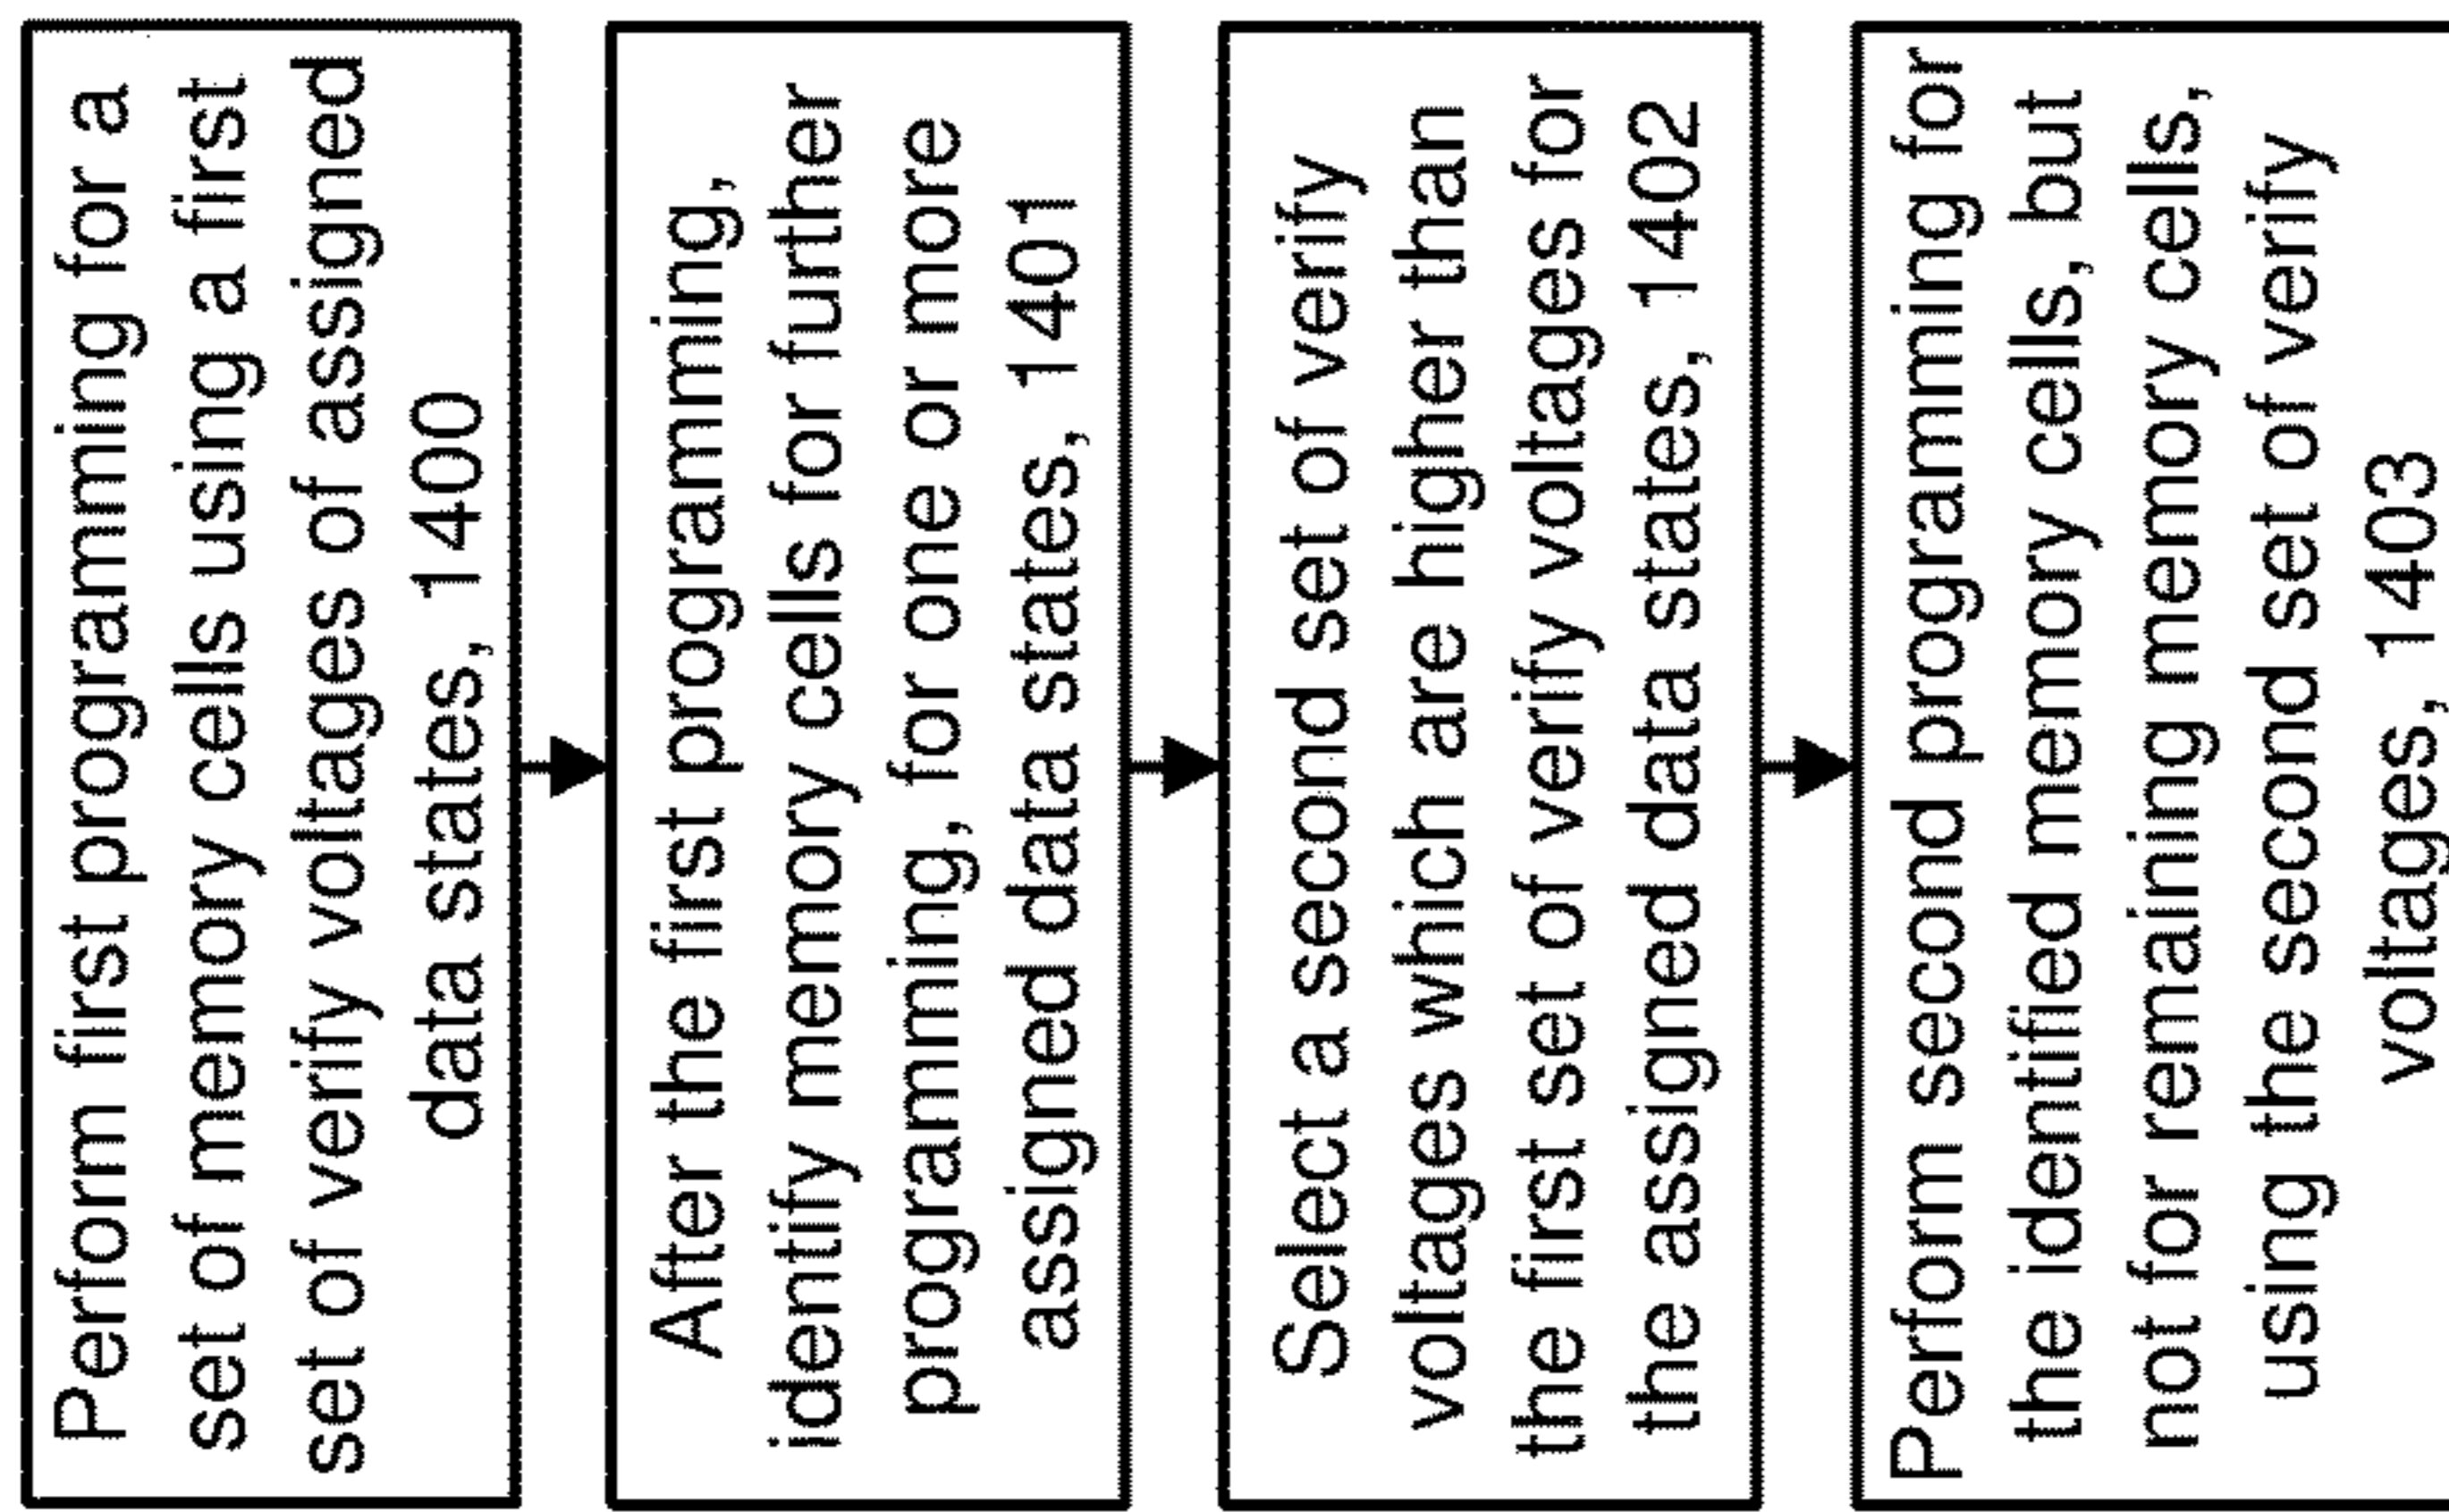 Perform first programming for a
set of memory cells using a first
set of verify voltages of assigned
data states, 1400
After the first programming,
identify memory cells for further
programming, for one or more
assigned data states, 1401
Select a second set of verify
voltages which are higher than
the first set of verify voltages for
the assigned data states, 1402
Perform second programming for
the identified memory cells, but
not for remaining memory cells,
using the second set of verify
voltages, 1403